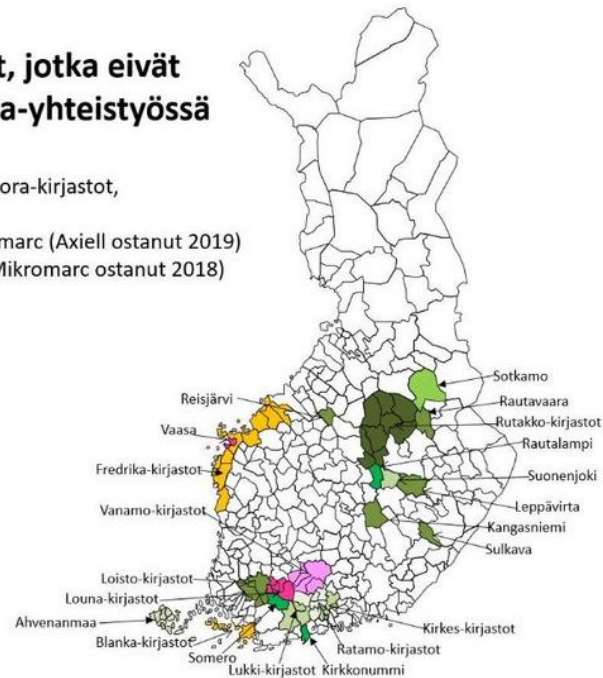 t, jotka eivät
a-yhteistyössä
ora-kirjastot,
marc (Axiell ostanut 2019)
Mikromarc ostanut 2018)
Sotkamo
Reisjärvi
Rautavaara
Rutakko-kirjastot
Vaasa
Rautalampi
Fredrika-kirjastot
Suonenjoki
Leppävirta
Vanamo-kirjastot
Kangasniemi
Sulkava
Loisto-kirjastot
Louna-kirjastot
Ahvenanmaa
Kirkes-kirjastot
Blanka-kirjastot
Ratamo-kirjastot
Somero
Lukki-kirjastot Kirkkonummi